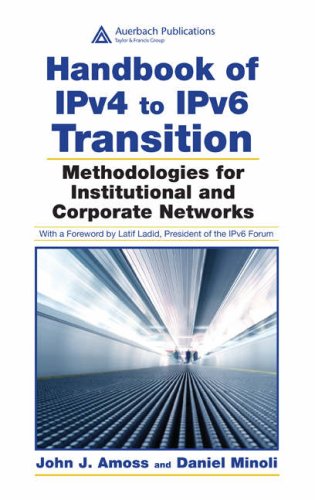 Auerbach Publications
Taylor & Francis Group
Handbook of
IPv4 to IPv6
Transition
Methodologies for
Institutional and
Corporate Networks
With a Foreword by Latif Ladid, President of the IPv6 Forum
John J. Amoss and Daniel Minoli